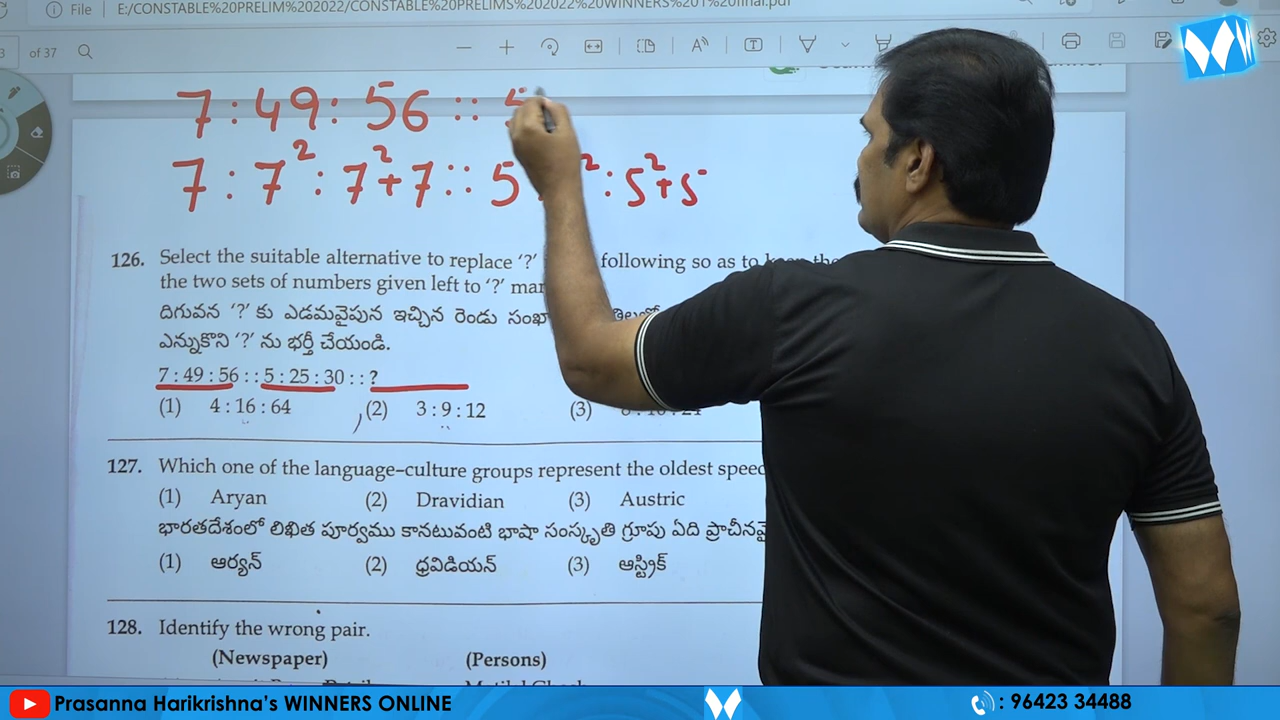 File | E:/CONSTABLE%20PRELIM%202022/CONSTABLE%20PRELIMS%202022%20WINNERS%201%20final.pdf
of 37
7 : 49 : 56 :: 5
7 : 7² : 7²+7 :: 5 ² : 5²+5
126. Select the suitable alternative to replace '?' following so as to keep the
the two sets of numbers given left to '?'
దిగువన '?' కు ఎడమవైపున ఇచ్చిన రెండు
ఎన్నుకొని '?' ను భర్తీ చేయండి.
7 : 49 : 56 : : 5 : 25 : 30 : : ?
(1) 4 : 16 : 64 (2) 3 : 9 : 12 (3)
127. Which one of the language–culture groups represent the oldest
(1) Aryan (2) Dravidian (3) Austric
భారతదేశంలో లిఖిత పూర్వము కానటువంటి భాషా సంస్కృతి గ్రూపు ఏది
(1) ఆర్యన్ (2) ధ్రవిడియన్ (3) ఆస్ట్రిక్
128. Identify the wrong pair.
(Newspaper) (Persons)
Prasanna Harikrishna's WINNERS ONLINE : 96423 34488